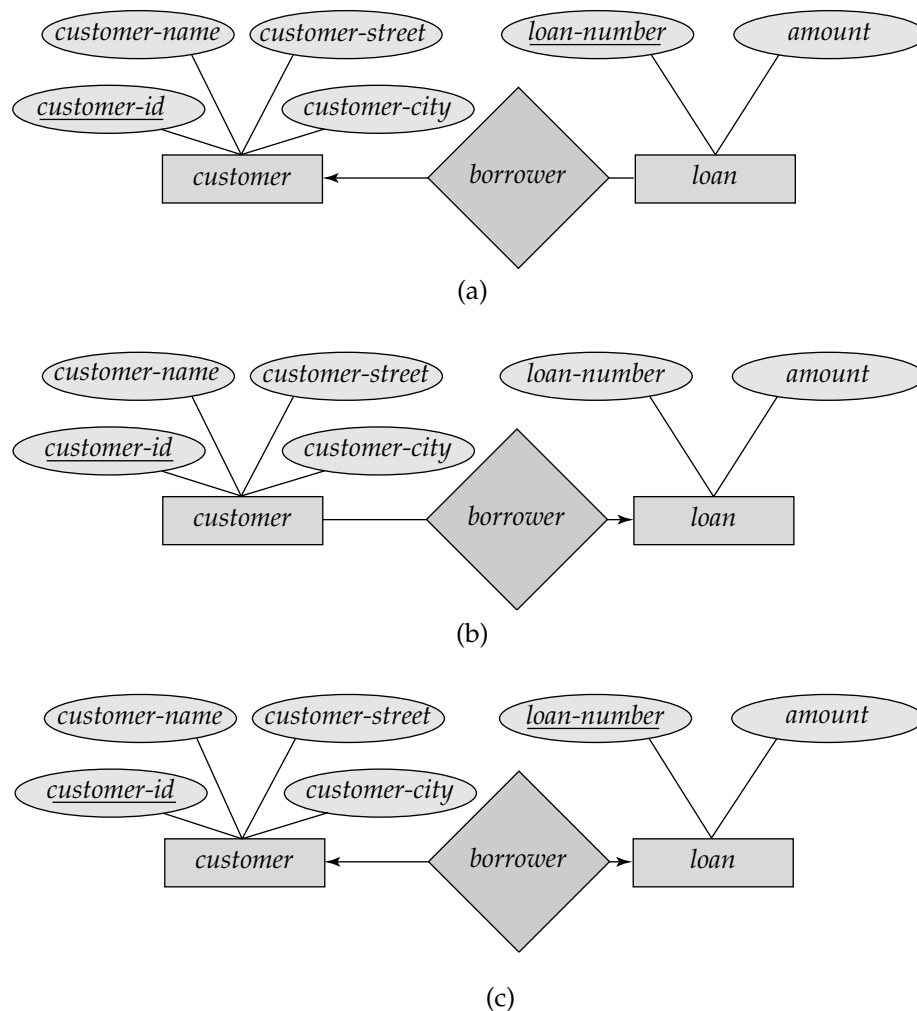 customer-name customer-street loan-number amount
customer-id customer-city
customer borrower loan
(a)
customer-name customer-street loan-number amount
customer-id customer-city
customer borrower loan
(b)
customer-name customer-street loan-number amount
customer-id customer-city
customer borrower loan
(c)